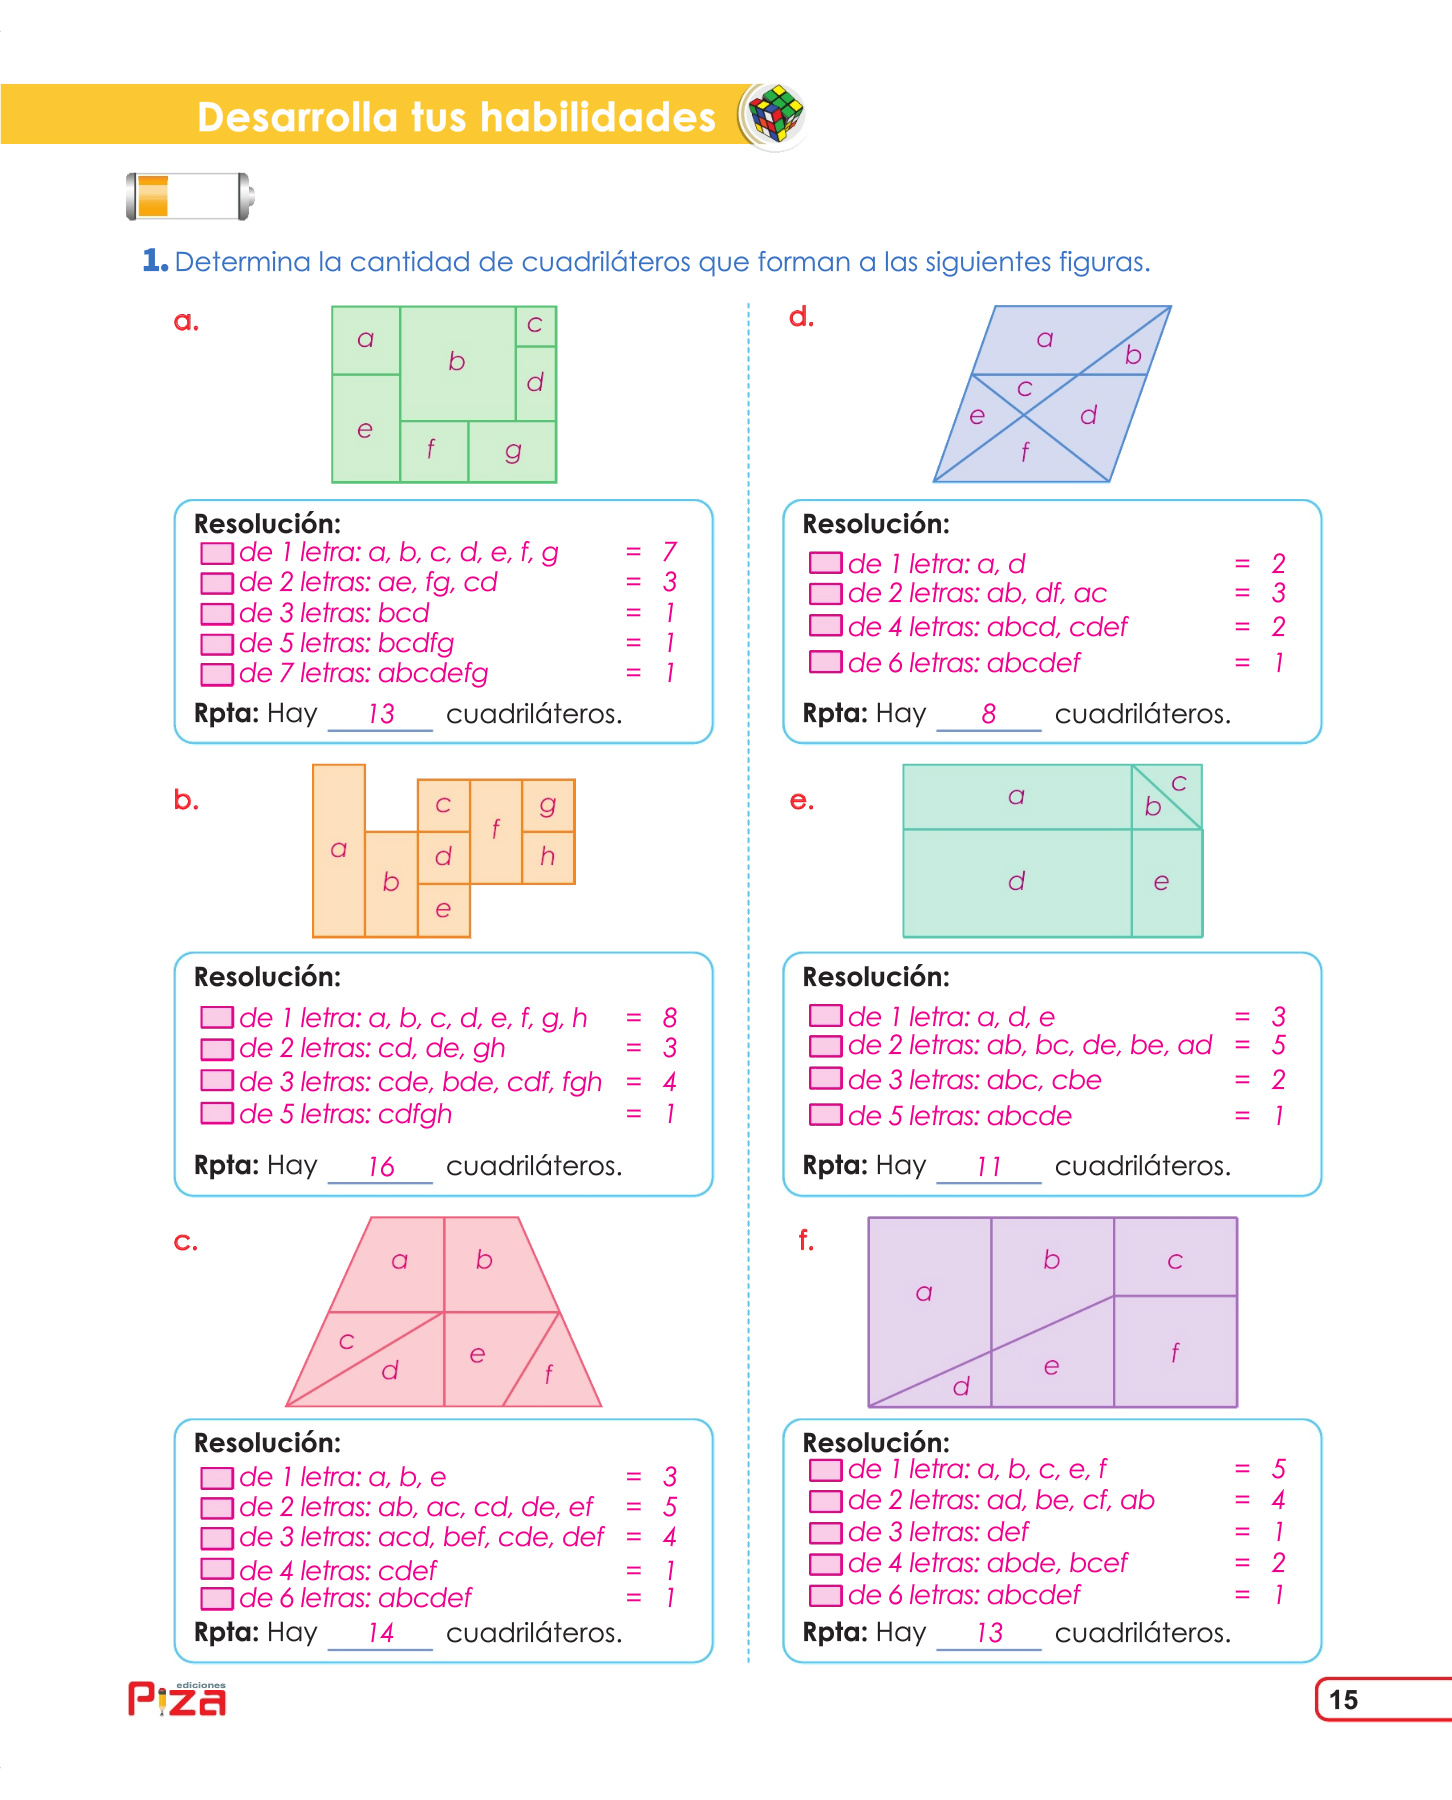 Desarrolla tus habilidades
1. Determina la cantidad de cuadriláteros que forman a las siguientes figuras.
a.
a
b
c
d
e
f
g
Resolución:
de 1 letra: a, b, c, d, e, f, g = 7
de 2 letras: ae, fg, cd = 3
de 3 letras: bcd = 1
de 5 letras: bcdfg = 1
de 7 letras: abcdefg = 1
Rpta: Hay 13 cuadriláteros.
b.
a
b
c
d
e
f
g
h
Resolución:
de 1 letra: a, b, c, d, e, f, g, h = 8
de 2 letras: cd, de, gh = 3
de 3 letras: cde, bde, cdf, fgh = 4
de 5 letras: cdfgh = 1
Rpta: Hay 16 cuadriláteros.
c.
a
b
c
d
e
f
Resolución:
de 1 letra: a, b, e = 3
de 2 letras: ab, ac, cd, de, ef = 5
de 3 letras: acd, bef, cde, def = 4
de 4 letras: cdef = 1
de 6 letras: abcdef = 1
Rpta: Hay 14 cuadriláteros.
d.
a
b
c
e
d
f
Resolución:
de 1 letra: a, d = 2
de 2 letras: ab, df, ac = 3
de 4 letras: abcd, cdef = 2
de 6 letras: abcdef = 1
Rpta: Hay 8 cuadriláteros.
e.
a
b
c
d
e
Resolución:
de 1 letra: a, d, e = 3
de 2 letras: ab, bc, de, be, ad = 5
de 3 letras: abc, cbe = 2
de 5 letras: abcde = 1
Rpta: Hay 11 cuadriláteros.
f.
a
b
c
d
e
f
Resolución:
de 1 letra: a, b, c, e, f = 5
de 2 letras: ad, be, cf, ab = 4
de 3 letras: def = 1
de 4 letras: abde, bcef = 2
de 6 letras: abcdef = 1
Rpta: Hay 13 cuadriláteros.
ediciones
Piza
15